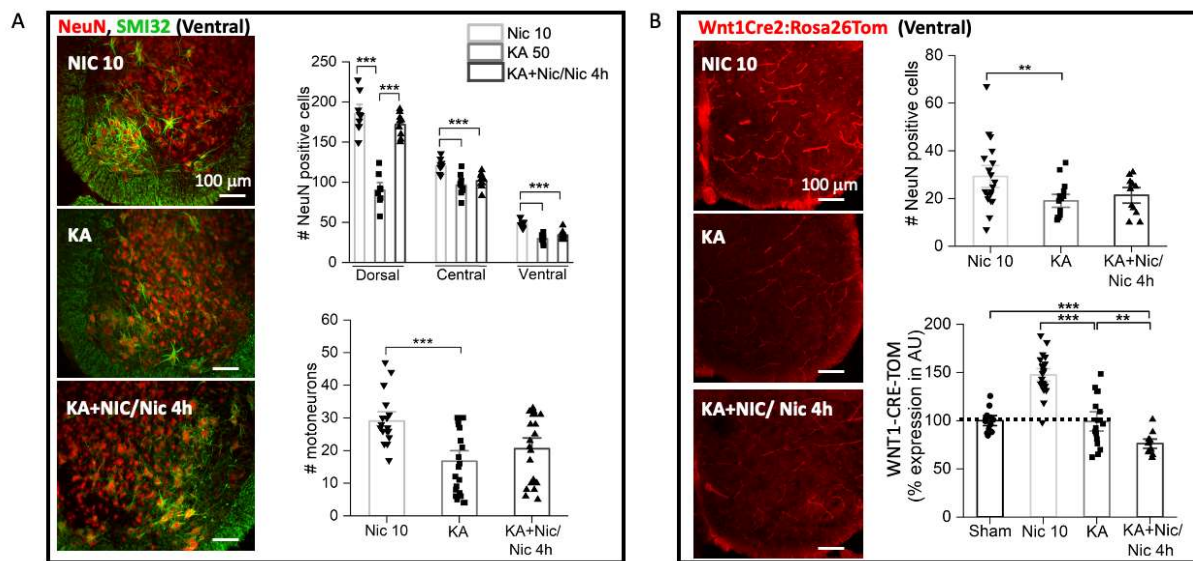 A
NeuN, SMI32 (Ventral)
NIC 10
100 µm
KA
KA+NIC/Nic 4h
Nic 10
KA 50
KA+Nic/Nic 4h
# NeuN positive cells
250
200
150
100
50
0
***
***
***
***
Dorsal
Central
Ventral
# motoneurons
50
40
30
20
10
0
***
Nic 10
KA
KA+Nic/
Nic 4h
B
Wnt1Cre2:Rosa26Tom (Ventral)
NIC 10
100 µm
KA
KA+NIC/ Nic 4h
# NeuN positive cells
80
60
40
20
0
**
Nic 10
KA
KA+Nic/
Nic 4h
WNT1-CRE-TOM
(% expression in AU)
200
150
100
50
0
***
***
**
Sham
Nic 10
KA
KA+Nic/
Nic 4h